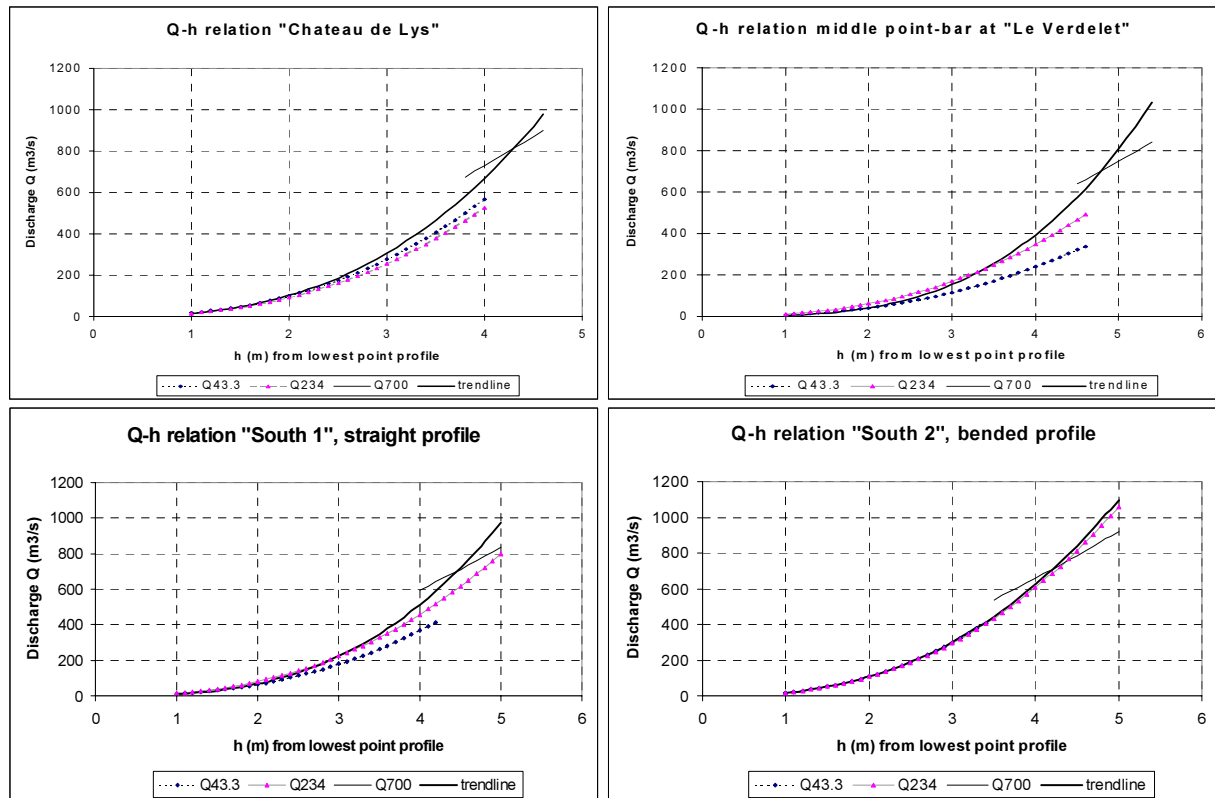 Q-h relation "Chateau de Lys"
1200
1000
800
600
400
200
0
Discharge Q (m3/s)
0 1 2 3 4 5
h (m) from lowest point profile
Q43.3 Q234 Q700 trendline
Q-h relation middle point-bar at "Le Verdelet"
1200
1000
800
600
400
200
0
Discharge Q (m3/s)
0 1 2 3 4 5 6
h (m) from lowest point profile
Q43.3 Q234 Q700 trendline
Q-h relation "South 1", straight profile
1200
1000
800
600
400
200
0
Discharge Q (m3/s)
0 1 2 3 4 5 6
h (m) from lowest point profile
Q43.3 Q234 Q700 trendline
Q-h relation "South 2", bended profile
1200
1000
800
600
400
200
0
Discharge Q (m3/s)
0 1 2 3 4 5 6
h (m) from lowest point profile
Q43.3 Q234 Q700 trendline